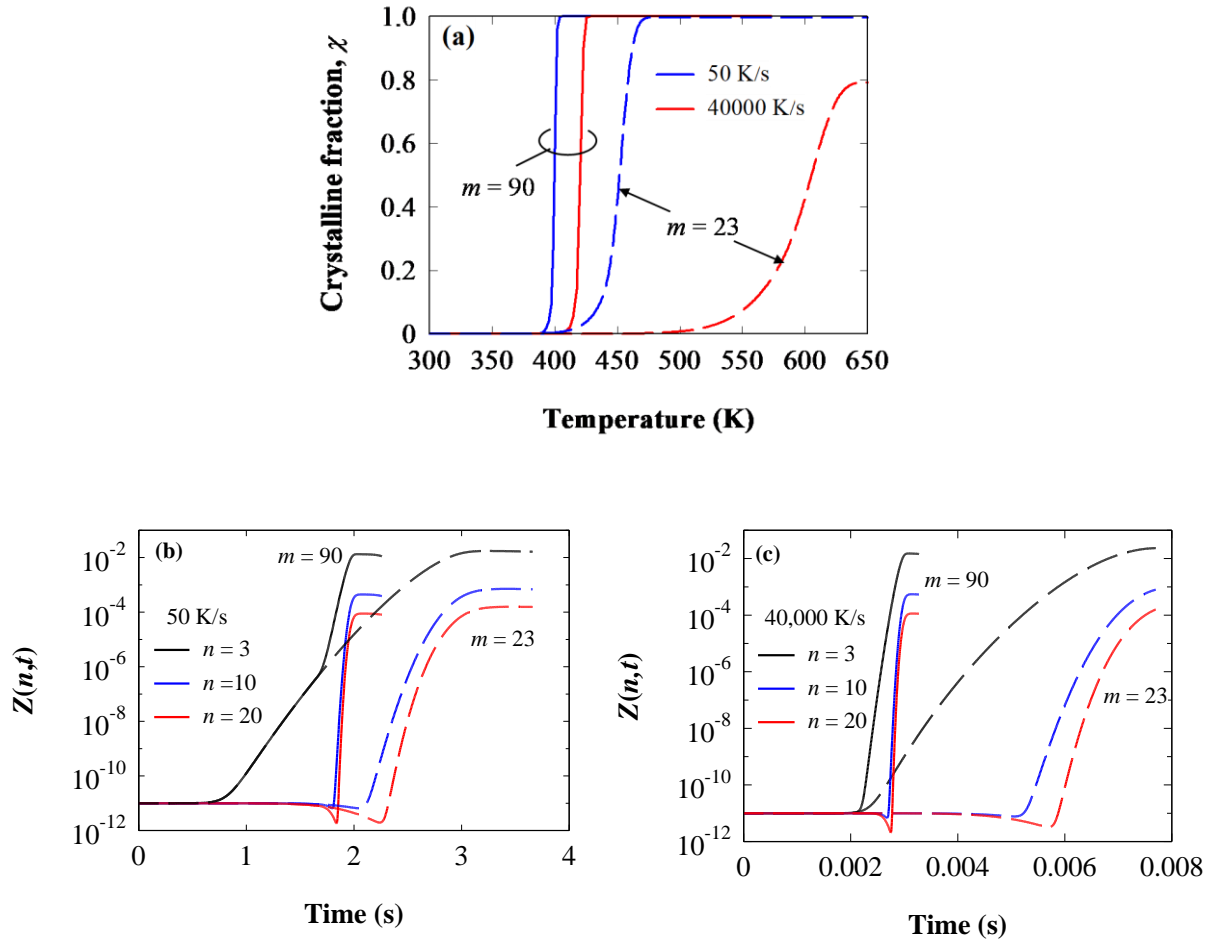 (a)
Crystalline fraction, χ
1.0
0.8
0.6
0.4
0.2
0
50 K/s
40000 K/s
m = 90
m = 23
300 350 400 450 500 550 600 650
Temperature (K)
(b)
Z(n,t)
10⁻²
10⁻⁴
10⁻⁶
10⁻⁸
10⁻¹⁰
10⁻¹²
m = 90
50 K/s
n = 3
n =10
n = 20
m = 23
0 1 2 3 4
Time (s)
(c)
Z(n,t)
10⁻²
10⁻⁴
10⁻⁶
10⁻⁸
10⁻¹⁰
10⁻¹²
m = 90
40,000 K/s
n = 3
n = 10
n = 20
m = 23
0 0.002 0.004 0.006 0.008
Time (s)